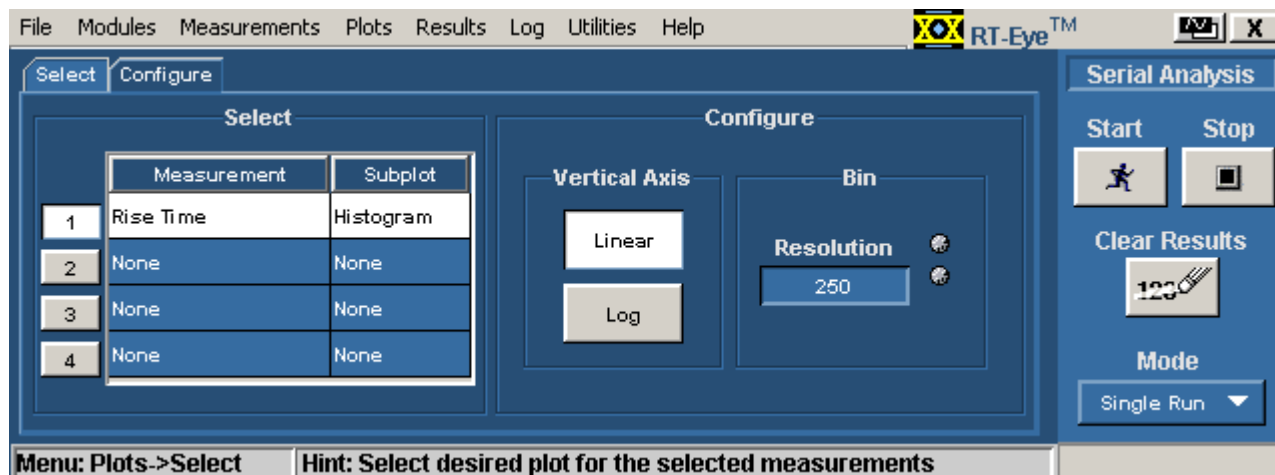 File Modules Measurements Plots Results Log Utilities Help RT-Eye™ X
Select Configure
Serial Analysis
Select
Configure
Start Stop
Measurement Subplot
Vertical Axis
Bin
1 Rise Time Histogram
Linear
Resolution
Clear Results
2 None None
250
123
3 None None
Log
4 None None
Mode
Single Run
Menu: Plots->Select Hint: Select desired plot for the selected measurements